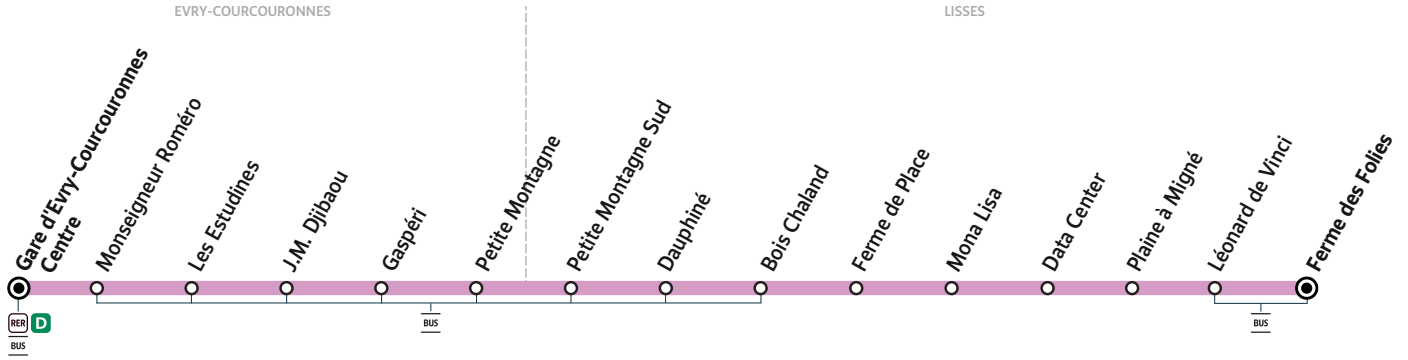 EVRY-COURCOURONNES
LISSES
Gare d'Evry-Courcouronnes
Centre
Monseigneur Roméro
Les Estudines
J.M. Djibaou
Gaspéri
Petite Montagne
Petite Montagne Sud
Dauphiné
Bois Chaland
Ferme de Place
Mona Lisa
Data Center
Plaine à Migné
Léonard de Vinci
Ferme des Folies
RER D
BUS
BUS
BUS